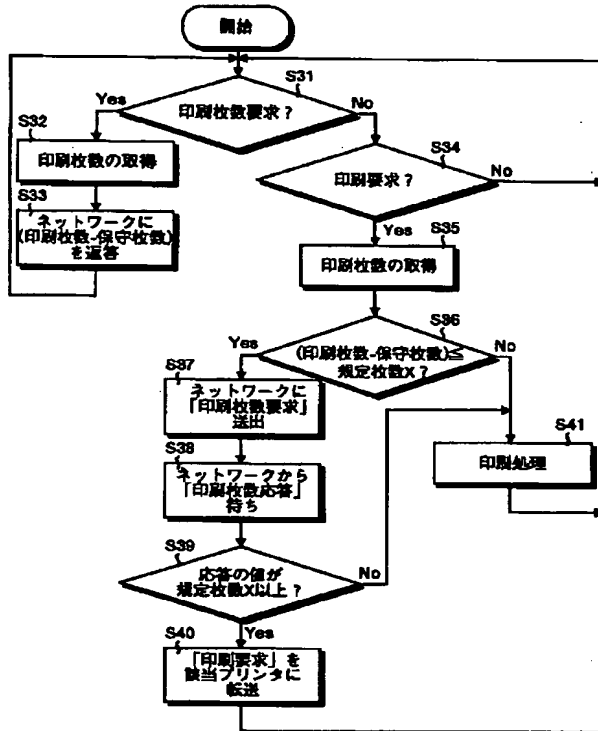 開始
S31
印刷枚数要求?
Yes
No
S32
印刷枚数の取得
S33
ネットワークに
(印刷枚数-保守枚数)
を返答
S34
印刷要求?
No
Yes
S35
印刷枚数の取得
S36
(印刷枚数-保守枚数)≦
規定枚数X?
Yes
No
S37
ネットワークに
「印刷枚数要求」
送出
S38
ネットワークから
「印刷枚数応答」
待ち
S39
応答の値が
規定枚数X以上?
No
Yes
S40
「印刷要求」を
該当プリンタに
転送
S41
印刷処理